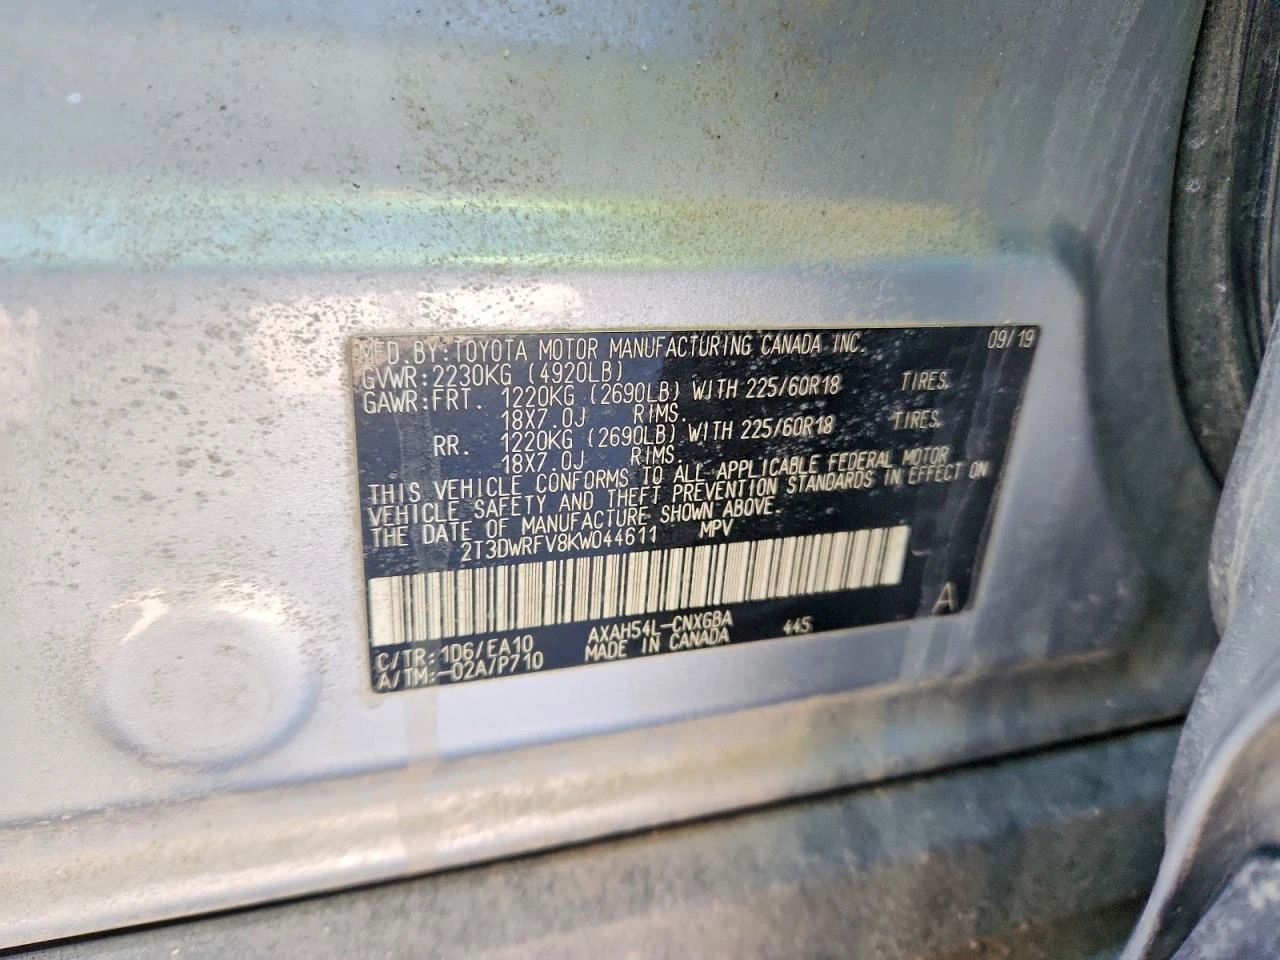 MFD. BY: TOYOTA MOTOR MANUFACTURING CANADA INC. 09/19
GVWR: 2230KG (4920LB)
GAWR: FRT. 1220KG (2690LB) WITH 225/60R18 TIRES,
18X7.0J RIMS.
RR. 1220KG (2690LB) WITH 225/60R18 TIRES,
18X7.0J RIMS.
THIS VEHICLE CONFORMS TO ALL APPLICABLE FEDERAL MOTOR
VEHICLE SAFETY AND THEFT PREVENTION STANDARDS IN EFFECT ON
THE DATE OF MANUFACTURE SHOWN ABOVE.
2T3DWRFV8KW044611 MPV
C/TR: 1D6/EA10 AXAH54L-CNXGBA 445 A
A/TM: -02A/P710 MADE IN CANADA